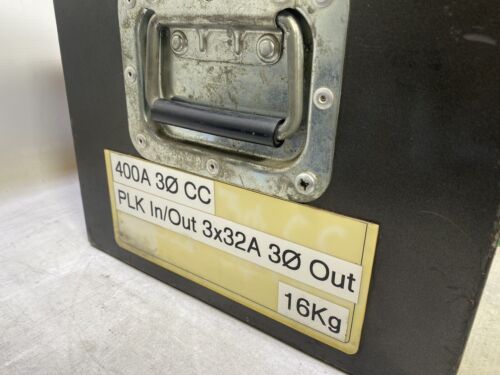 400A 3Ø CC
PLK In/Out 3x32A 3Ø Out
16Kg